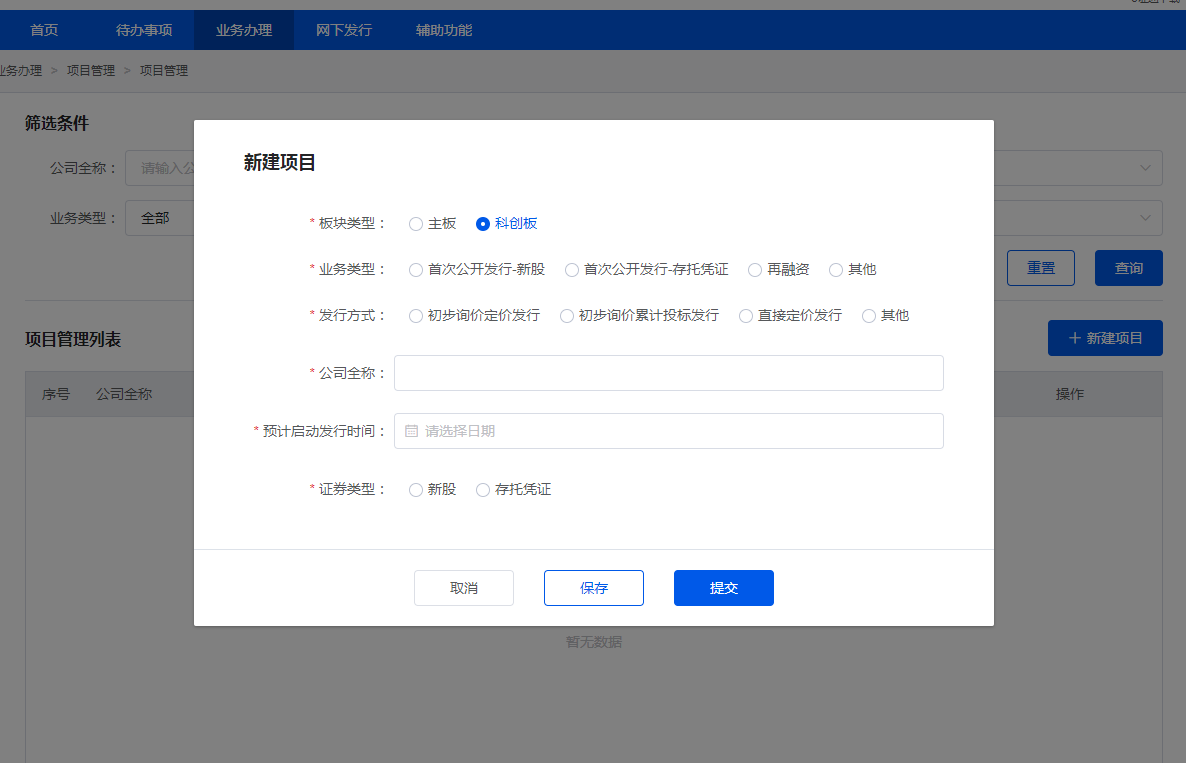 首页 待办事项 业务办理 网下发行 辅助功能
业务办理 > 项目管理 > 项目管理
筛选条件
公司全称： 请输入公
业务类型： 全部
重置 查询
项目管理列表
+ 新建项目
序号 公司全称 操作
新建项目
* 板块类型： 主板 科创板
* 业务类型： 首次公开发行-新股 首次公开发行-存托凭证 再融资 其他
* 发行方式： 初步询价定价发行 初步询价累计投标发行 直接定价发行 其他
* 公司全称：
* 预计启动发行时间： 请选择日期
* 证券类型： 新股 存托凭证
取消 保存 提交
暂无数据